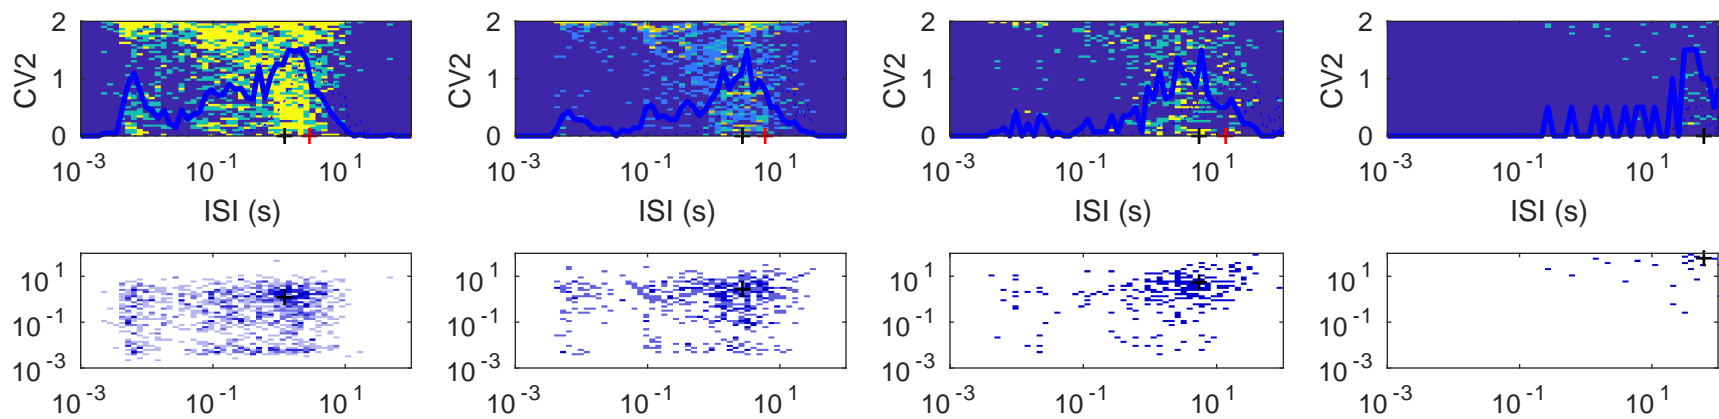 2 2 2 2
CV2 CV2 CV2 CV2
1 1 1 1
0 0 0 0
10^-3 10^-1 10^1 10^-3 10^-1 10^1 10^-3 10^-1 10^1 10^-3 10^-1 10^1
ISI (s) ISI (s) ISI (s) ISI (s)
10^1 10^1 10^1 10^1
10^-1 10^-1 10^-1 10^-1
10^-3 10^-3 10^-3 10^-3
10^-3 10^-1 10^1 10^-3 10^-1 10^1 10^-3 10^-1 10^1 10^-3 10^-1 10^1